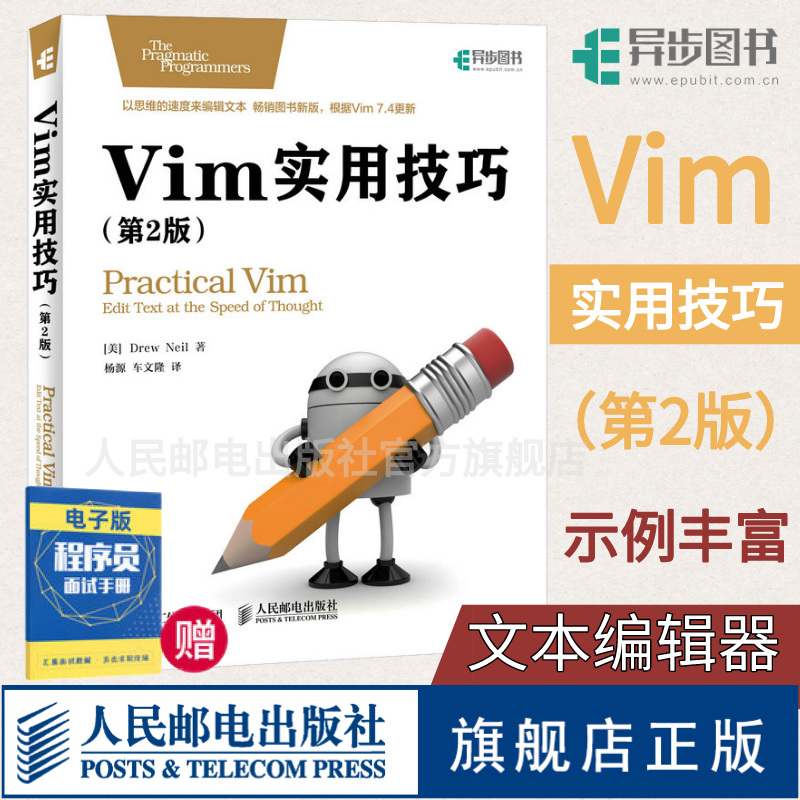 The
Pragmatic
Programmers
异步图书
以思维的速度来编辑文本 畅销图书新版，根据Vim 7.4更新
Vim实用技巧
（第2版）
Practical Vim
Edit Text at the Speed of Thought
[美] Drew Neil 著
杨源 车文隆 译
人民邮电出版社官方旗舰店
人民邮电出版社
POSTS & TELECOM PRESS
Vim实用技巧
（第2版）
Practical Vim
Edit Text at the Speed of Thought
电子版
程序员
面试手册
赠
异步图书
www.epubit.com.cn
Vim
实用技巧
（第2版）
示例丰富
文本编辑器
人民邮电出版社
POSTS & TELECOM PRESS
旗舰店正版